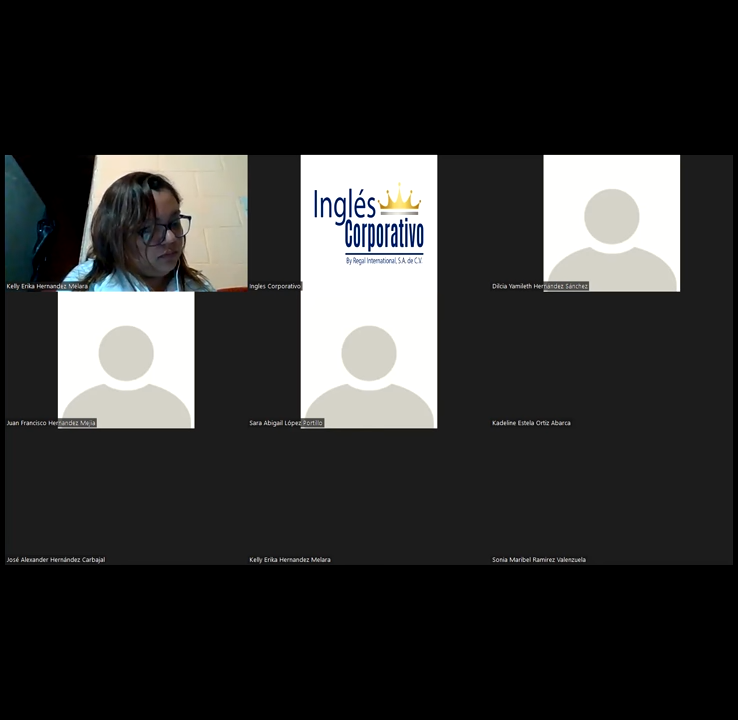 Inglés
Corporativo
By Regal International, S.A. de C.V.
Kelly Erika Hernandez Melara
Ingles Corporativo
Dilcia Yamileth Hernández Sánchez
Juan Francisco Hernandez Mejia
Sara Abigail López Portillo
Kadeline Estela Ortiz Abarca
José Alexander Hernández Carbajal
Kelly Erika Hernandez Melara
Sonia Maribel Ramirez Valenzuela